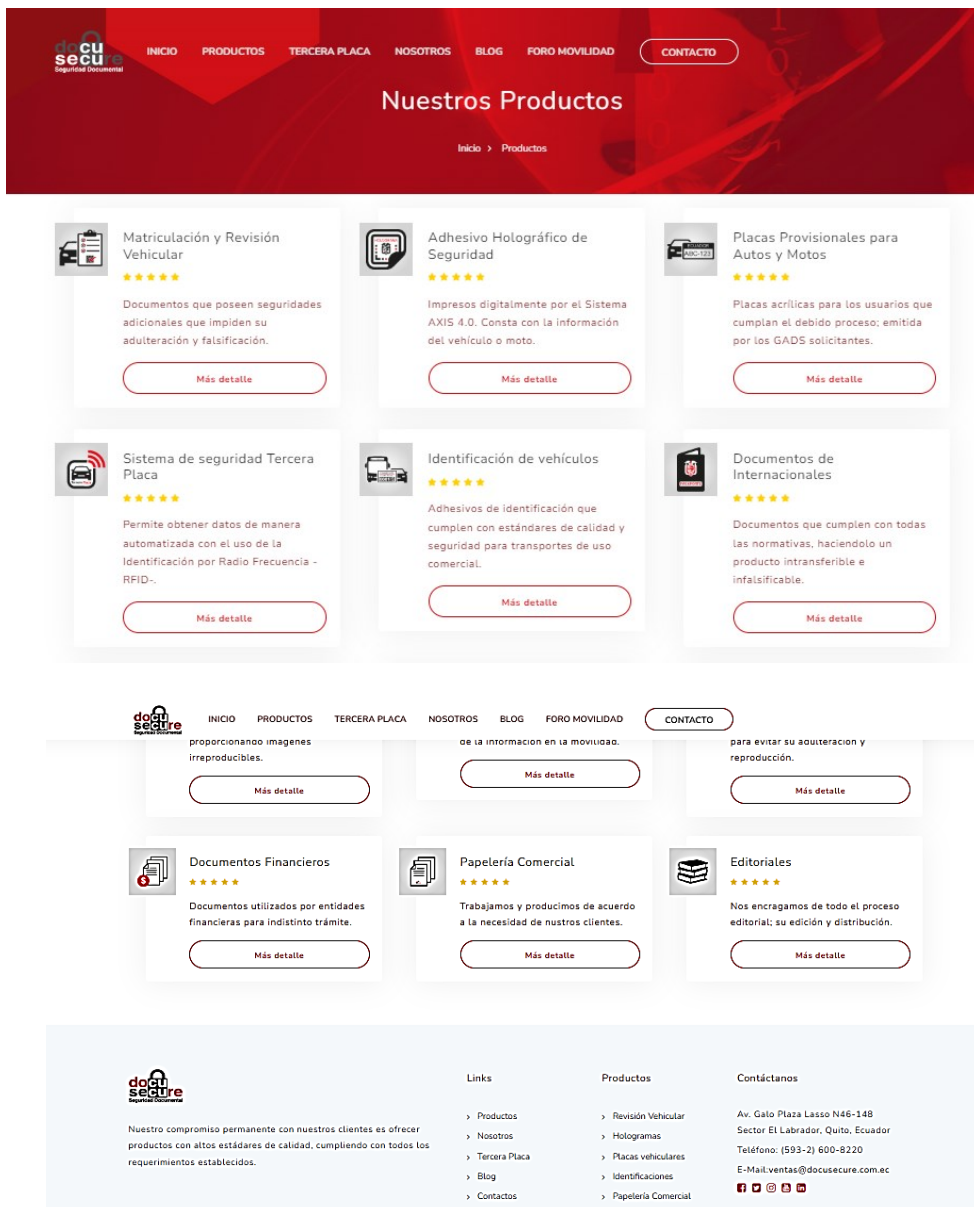 docu
secure
Seguridad Documental
INICIO PRODUCTOS TERCERA PLACA NOSOTROS BLOG FORO MOVILIDAD CONTACTO
Nuestros Productos
Inicio > Productos
Matriculación y Revisión
Vehicular
Documentos que poseen seguridades
adicionales que impiden su
adulteración y falsificación.
Más detalle
Adhesivo Holográfico de
Seguridad
Impresos digitalmente por el Sistema
AXIS 4.0. Consta con la información
del vehículo o moto.
Más detalle
ECUADOR
ABC-123
Placas Provisionales para
Autos y Motos
Placas acrílicas para los usuarios que
cumplan el debido proceso; emitida
por los GADS solicitantes.
Más detalle
Sistema de seguridad Tercera
Placa
Permite obtener datos de manera
automatizada con el uso de la
Identificación por Radio Frecuencia -
RFID-.
Más detalle
Identificación de vehículos
Adhesivos de identificación que
cumplen con estándares de calidad y
seguridad para transportes de uso
comercial.
Más detalle
Documentos de
Internacionales
Documentos que cumplen con todas
las normativas, haciendolo un
producto intransferible e
infalsificable.
Más detalle
docu
secure
Seguridad Documental
INICIO PRODUCTOS TERCERA PLACA NOSOTROS BLOG FORO MOVILIDAD CONTACTO
proporcionando imágenes
irreproducibles.
Más detalle
de la información en la movilidad.
Más detalle
para evitar su adulteración y
reproducción.
Más detalle
Documentos Financieros
Documentos utilizados por entidades
financieras para indistinto trámite.
Más detalle
Papelería Comercial
Trabajamos y producimos de acuerdo
a la necesidad de nustros clientes.
Más detalle
Editoriales
Nos encragamos de todo el proceso
editorial; su edición y distribución.
Más detalle
docu
secure
Seguridad Documental
Nuestro compromiso permanente con nuestros clientes es ofrecer
productos con altos estádares de calidad, cumpliendo con todos los
requerimientos establecidos.
Links
> Productos
> Nosotros
> Tercera Placa
> Blog
> Contactos
Productos
> Revisión Vehicular
> Hologramas
> Placas vehiculares
> Identificaciones
> Papelería Comercial
Contáctanos
Av. Galo Plaza Lasso N46-148
Sector El Labrador, Quito, Ecuador
Teléfono: (593-2) 600-8220
E-Mail:ventas@docusecure.com.ec